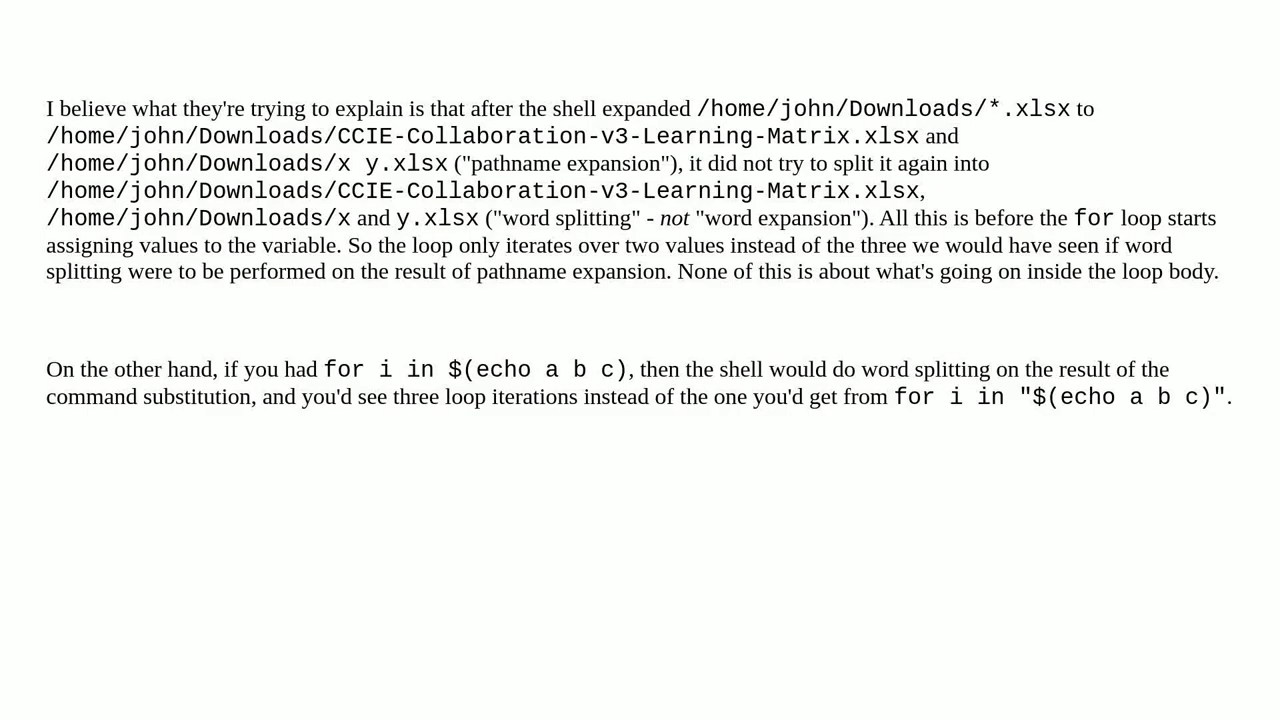 I believe what they're trying to explain is that after the shell expanded /home/john/Downloads/*.xlsx to
/home/john/Downloads/CCIE-Collaboration-v3-Learning-Matrix.xlsx and
/home/john/Downloads/x y.xlsx ("pathname expansion"), it did not try to split it again into
/home/john/Downloads/CCIE-Collaboration-v3-Learning-Matrix.xlsx,
/home/john/Downloads/x and y.xlsx ("word splitting" - not "word expansion"). All this is before the for loop starts
assigning values to the variable. So the loop only iterates over two values instead of the three we would have seen if word
splitting were to be performed on the result of pathname expansion. None of this is about what's going on inside the loop body.
On the other hand, if you had for i in $(echo a b c), then the shell would do word splitting on the result of the
command substitution, and you'd see three loop iterations instead of the one you'd get from for i in "$(echo a b c)".